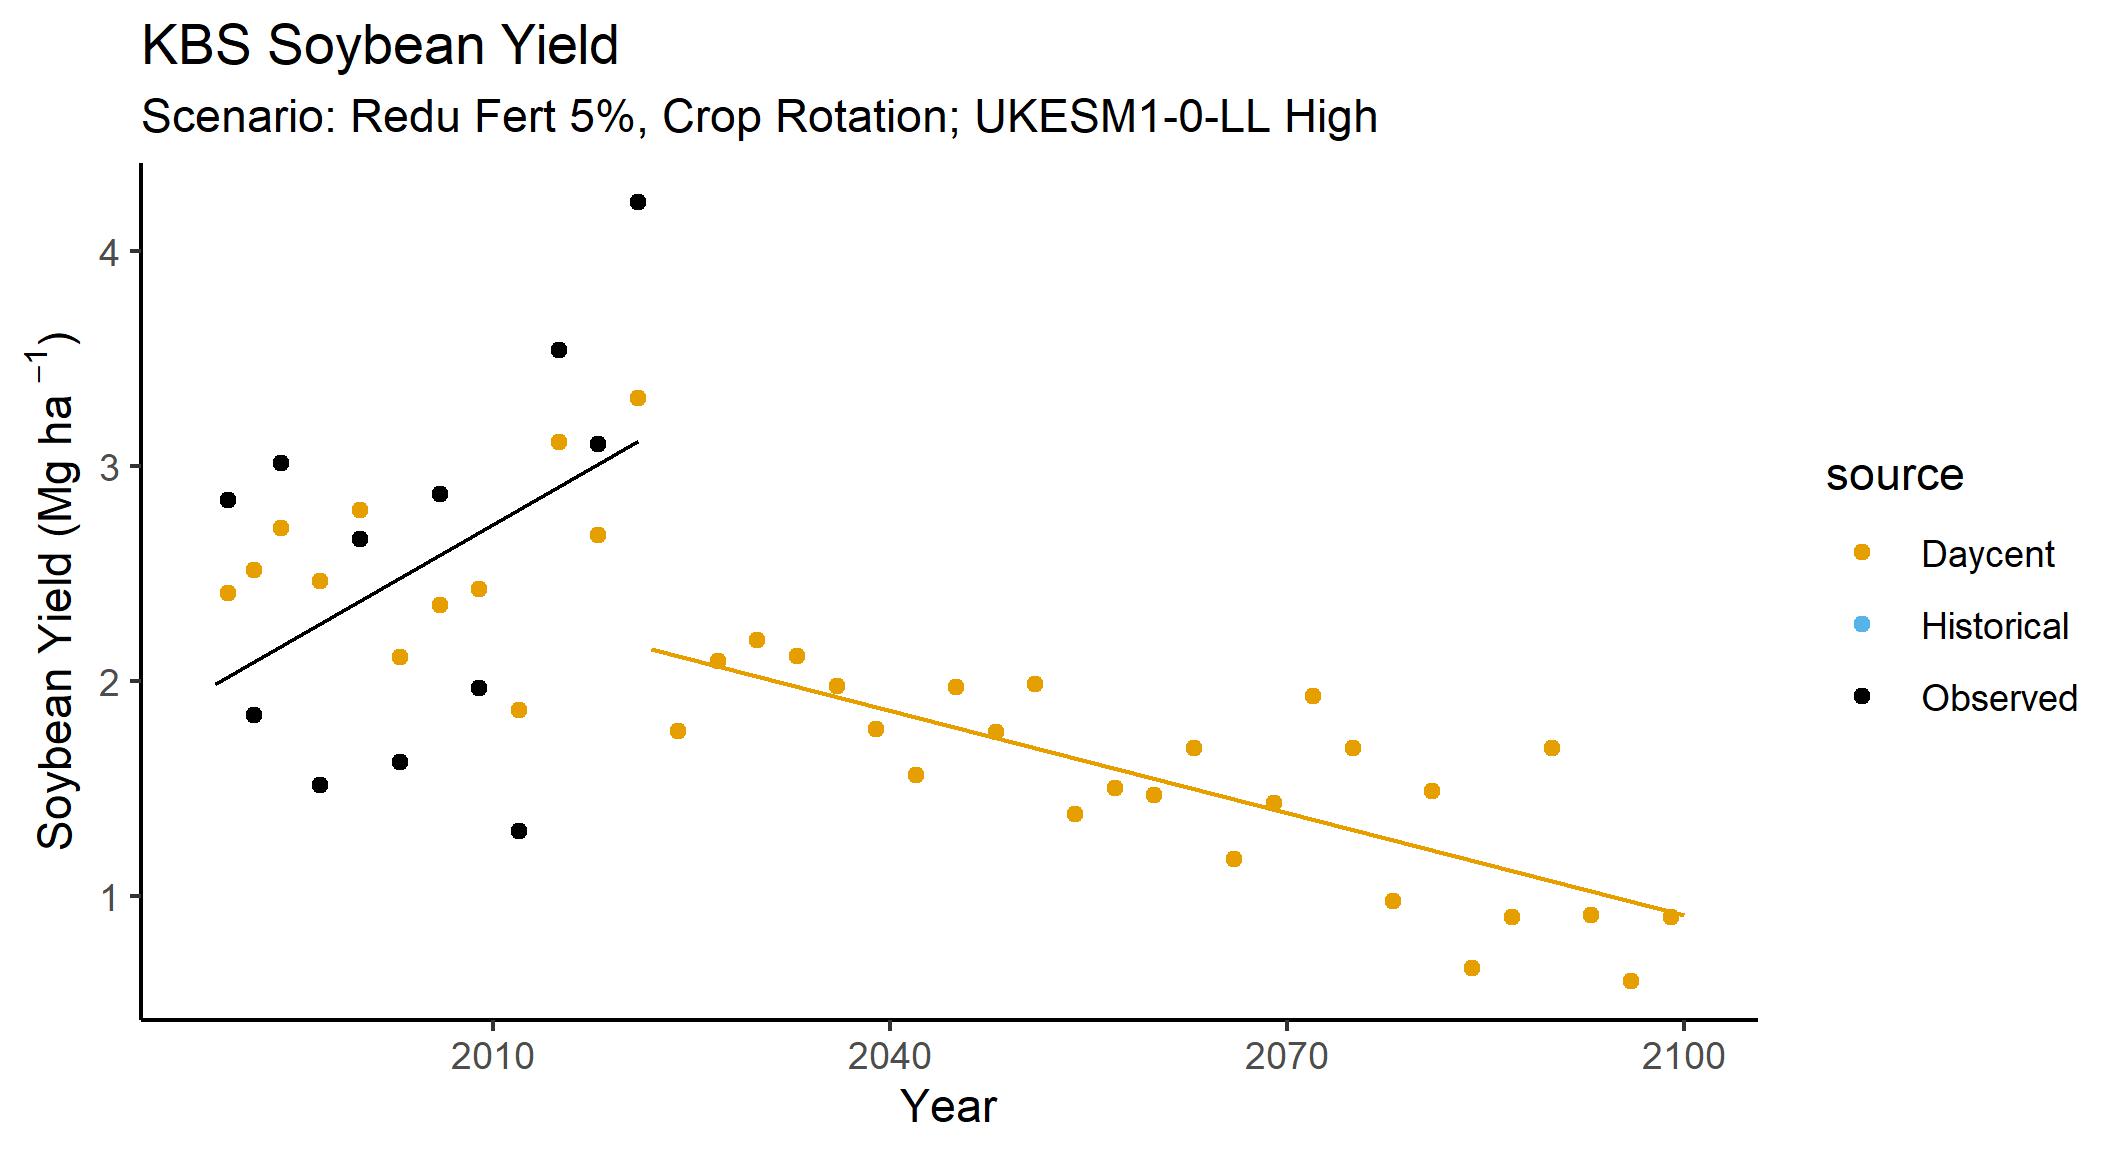 KBS Soybean Yield
Scenario: Redu Fert 5%, Crop Rotation; UKESM1-0-LL High
Soybean Yield (Mg ha −1)
4
3
2
1
2010 2040 2070 2100
Year
source
Daycent
Historical
Observed